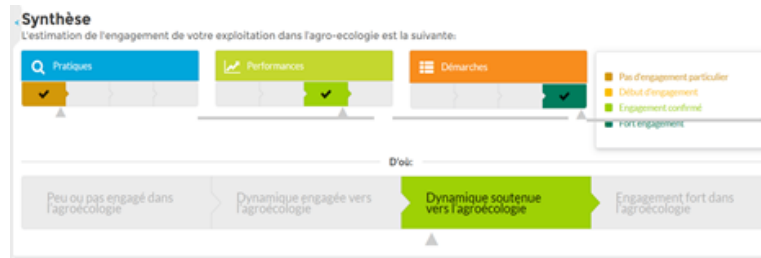 Synthèse
L'estimation de l'engagement de votre exploitation dans l'agro-ecologie est la suivante:
Pratiques
Performances
Démarches
Pas d'engagement particulier
Début d'engagement
Engagement confirmé
Fort engagement
D'où:
Peu ou pas engagé dans
l'agroécologie
Dynamique engagée vers
l'agroécologie
Dynamique soutenue
vers l'agroécologie
Engagement fort dans
l'agroécologie